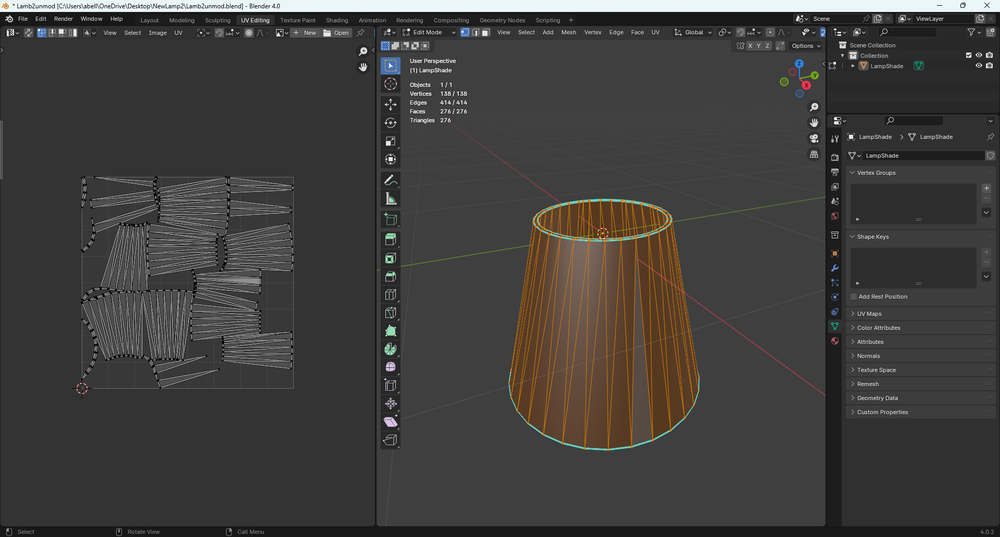 * Lamb2unmod [C:\Users\abell\OneDrive\Desktop\NewLamp2\Lamb2unmod.blend] - Blender 4.0
File Edit Render Window Help Layout Modeling Sculpting UV Editing Texture Paint Shading Animation Rendering Compositing Geometry Nodes Scripting + Scene ViewLayer
View Select Image UV New Open Edit Mode View Select Add Mesh Vertex Edge Face UV Global
X Y Z Options
Scene Collection
Collection
LampShade
User Perspective
(1) LampShade
Objects 1 / 1
Vertices 138 / 138
Edges 414 / 414
Faces 276 / 276
Triangles 276
Z
Y
X
LampShade > LampShade
LampShade
Vertex Groups
Shape Keys
Add Rest Position
UV Maps
Color Attributes
Attributes
Normals
Texture Space
Remesh
Geometry Data
Custom Properties
Select Rotate View Call Menu 4.0.2